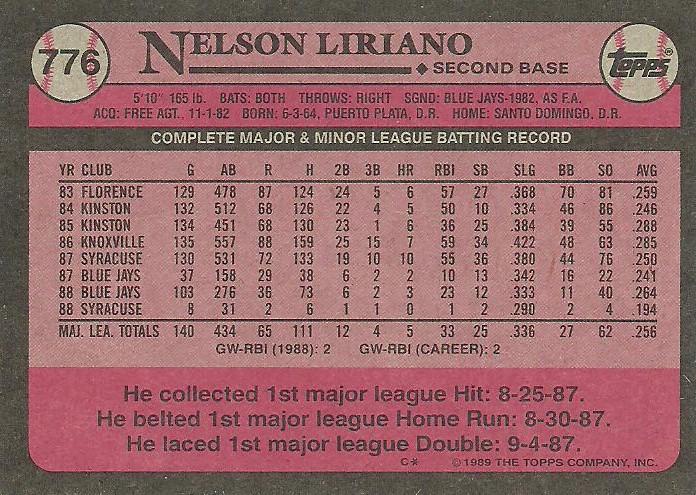 776 NELSON LIRIANO Topps
◆ SECOND BASE
5'10" 165 lb. BATS: BOTH THROWS: RIGHT SGND: BLUE JAYS-1982, AS F.A.
ACQ: FREE AGT., 11-1-82 BORN: 6-3-64, PUERTO PLATA, D.R. HOME: SANTO DOMINGO, D.R.
COMPLETE MAJOR & MINOR LEAGUE BATTING RECORD
YR CLUB G AB R H 2B 3B HR RBI SB SLG BB SO AVG
83 FLORENCE 129 478 87 124 24 5 6 57 27 .368 70 81 .259
84 KINSTON 132 512 68 126 22 4 5 50 10 .334 46 86 .246
85 KINSTON 134 451 68 130 23 1 6 36 25 .384 39 55 .288
86 KNOXVILLE 135 557 88 159 25 15 7 59 34 .422 48 63 .285
87 SYRACUSE 130 531 72 133 19 10 10 55 36 .380 44 76 .250
87 BLUE JAYS 37 158 29 38 6 2 2 10 13 .342 16 22 .241
88 BLUE JAYS 103 276 36 73 6 2 3 23 12 .333 11 40 .264
88 SYRACUSE 8 31 2 6 1 1 0 1 2 .290 2 4 .194
MAJ. LEA. TOTALS 140 434 65 111 12 4 5 33 25 .336 27 62 .256
GW-RBI (1988): 2 GW-RBI (CAREER): 2
He collected 1st major league Hit: 8-25-87.
He belted 1st major league Home Run: 8-30-87.
He laced 1st major league Double: 9-4-87.
C* ©1989 THE TOPPS COMPANY, INC.